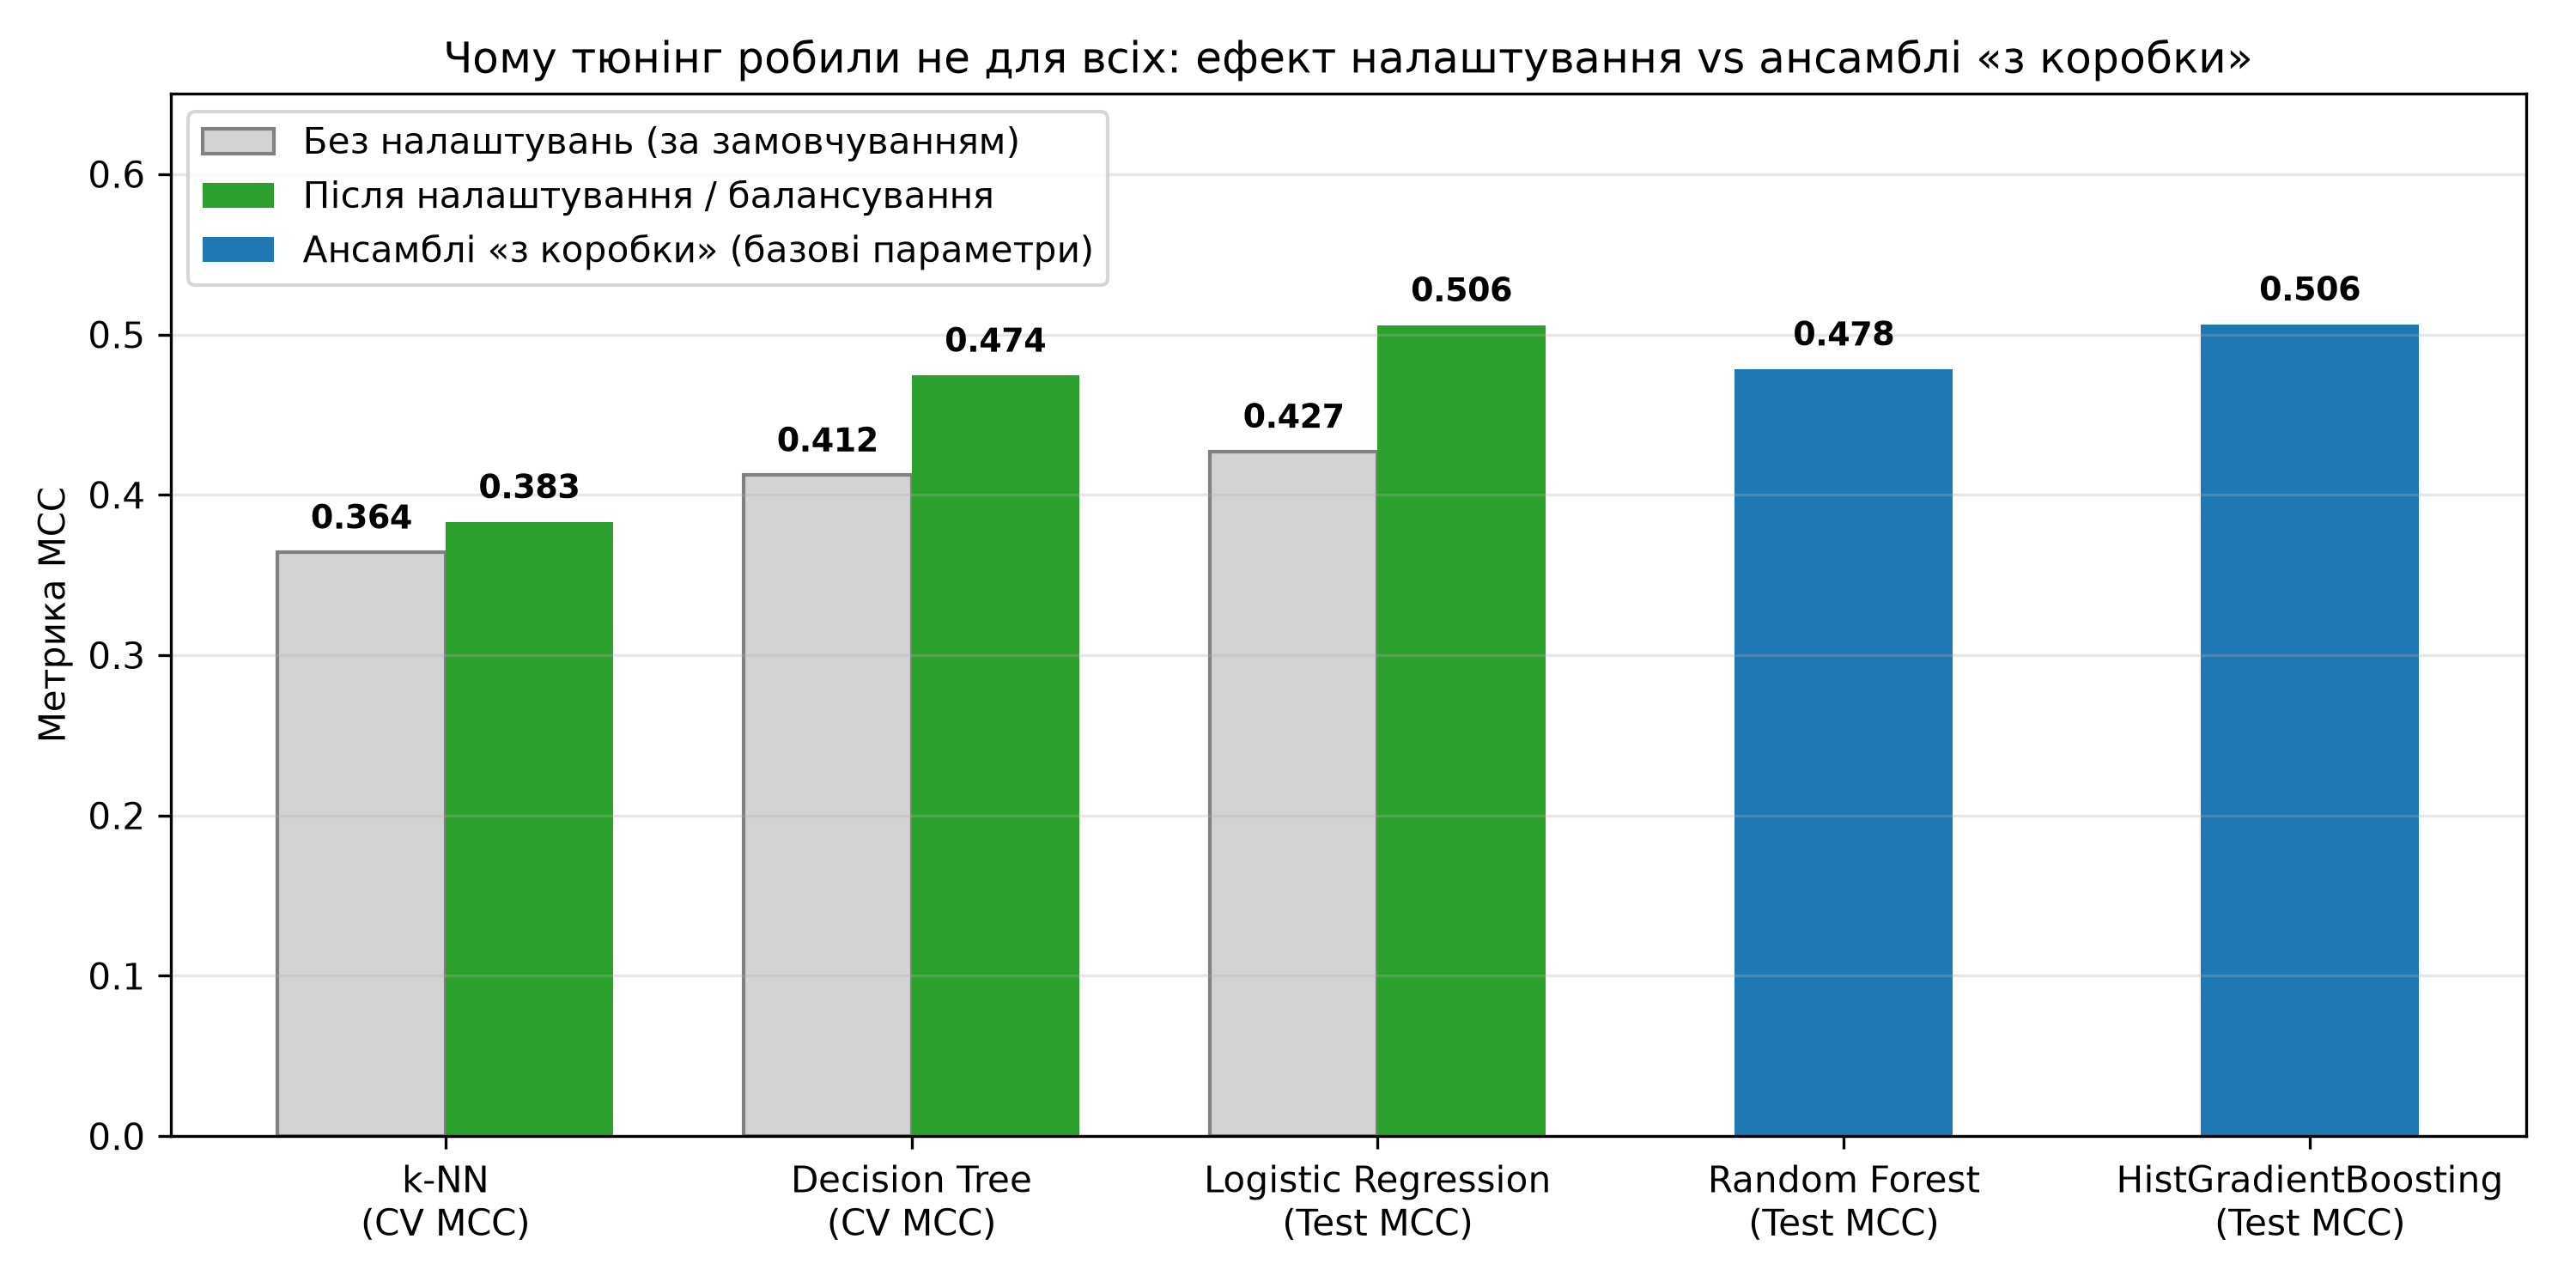 Чому тюнінг робили не для всіх: ефект налаштування vs ансамблі «з коробки»
Без налаштувань (за замовчуванням)
Після налаштування / балансування
Ансамблі «з коробки» (базові параметри)
Метрика MCC
0.6
0.5
0.4
0.3
0.2
0.1
0.0
0.364
0.383
0.412
0.474
0.427
0.506
0.478
0.506
k-NN
(CV MCC)
Decision Tree
(CV MCC)
Logistic Regression
(Test MCC)
Random Forest
(Test MCC)
HistGradientBoosting
(Test MCC)